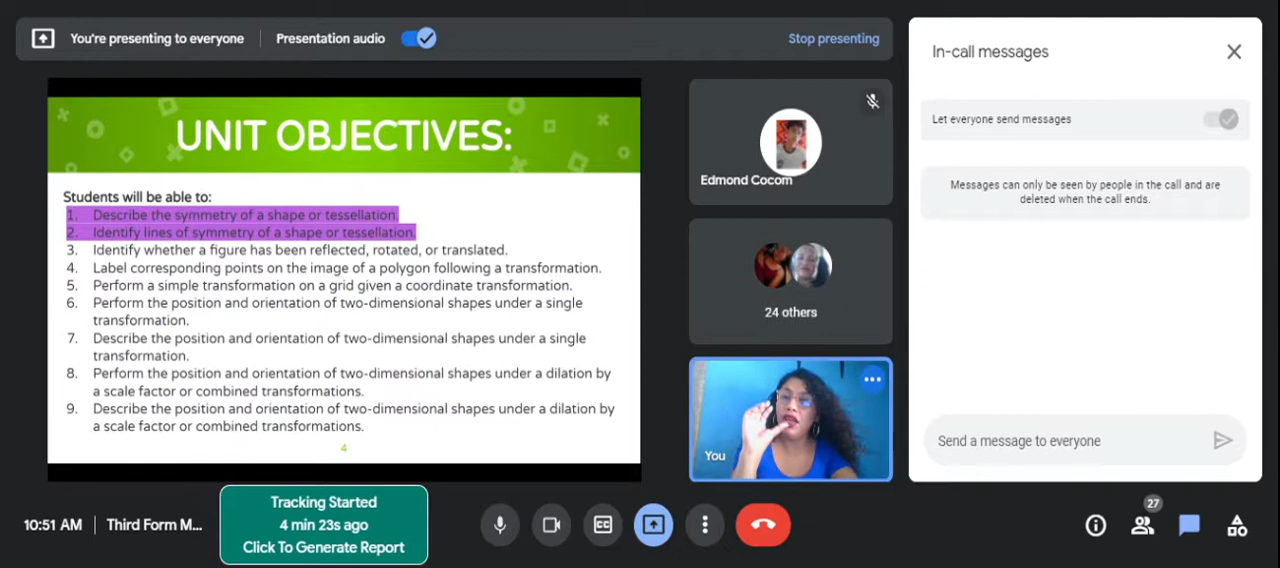 You're presenting to everyone
Presentation audio
Stop presenting
UNIT OBJECTIVES:
Students will be able to:
1. Describe the symmetry of a shape or tessellation.
2. Identify lines of symmetry of a shape or tessellation.
3. Identify whether a figure has been reflected, rotated, or translated.
4. Label corresponding points on the image of a polygon following a transformation.
5. Perform a simple transformation on a grid given a coordinate transformation.
6. Perform the position and orientation of two-dimensional shapes under a single
transformation.
7. Describe the position and orientation of two-dimensional shapes under a single
transformation.
8. Perform the position and orientation of two-dimensional shapes under a dilation by
a scale factor or combined transformations.
9. Describe the position and orientation of two-dimensional shapes under a dilation by
a scale factor or combined transformations.
4
Edmond Cocom
24 others
You
In-call messages
Let everyone send messages
Messages can only be seen by people in the call and are
deleted when the call ends.
Send a message to everyone
10:51 AM
Third Form M...
Tracking Started
4 min 23s ago
Click To Generate Report
CC
27